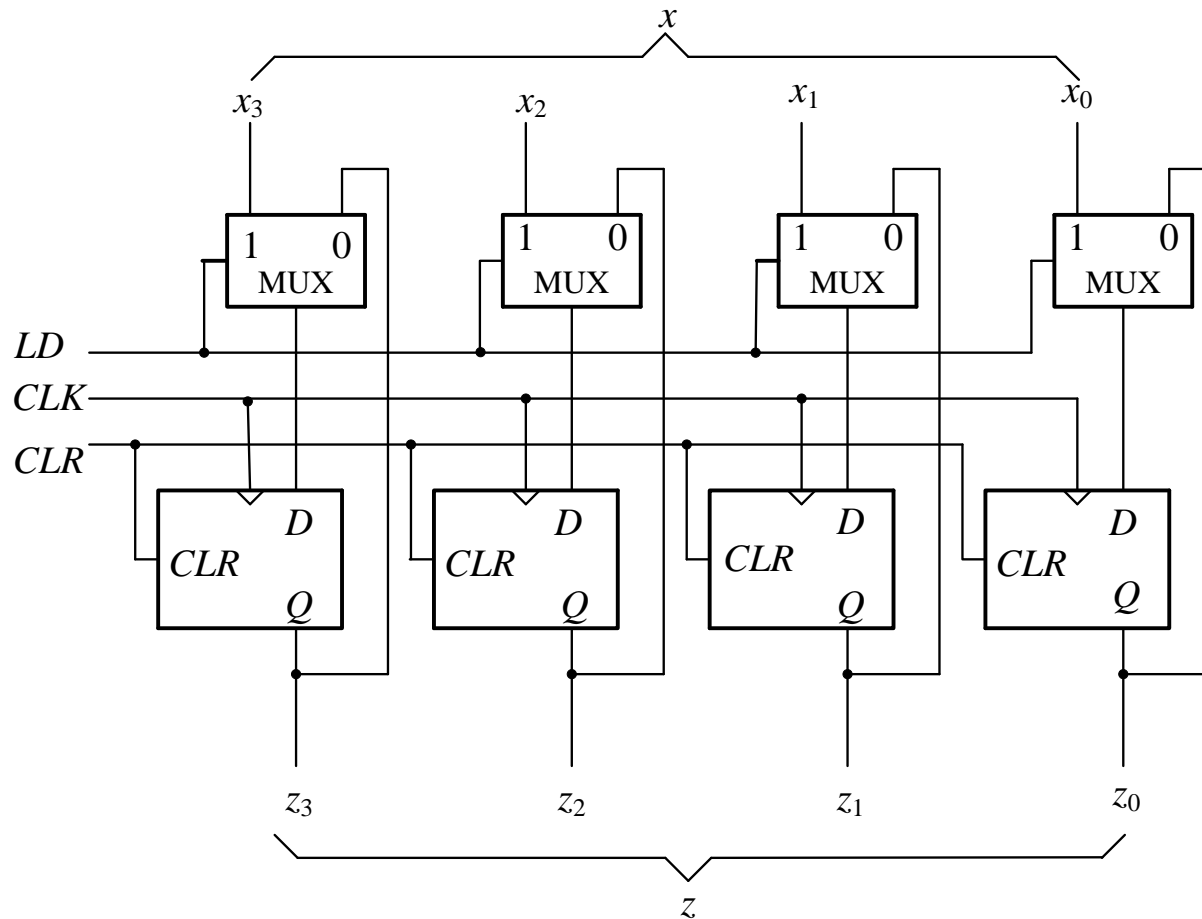 x
x₃ x₂ x₁ x₀
1 0 1 0 1 0 1 0
MUX MUX MUX MUX
LD
CLK
CLR
D D D D
CLR CLR CLR CLR
Q Q Q Q
z₃ z₂ z₁ z₀
z